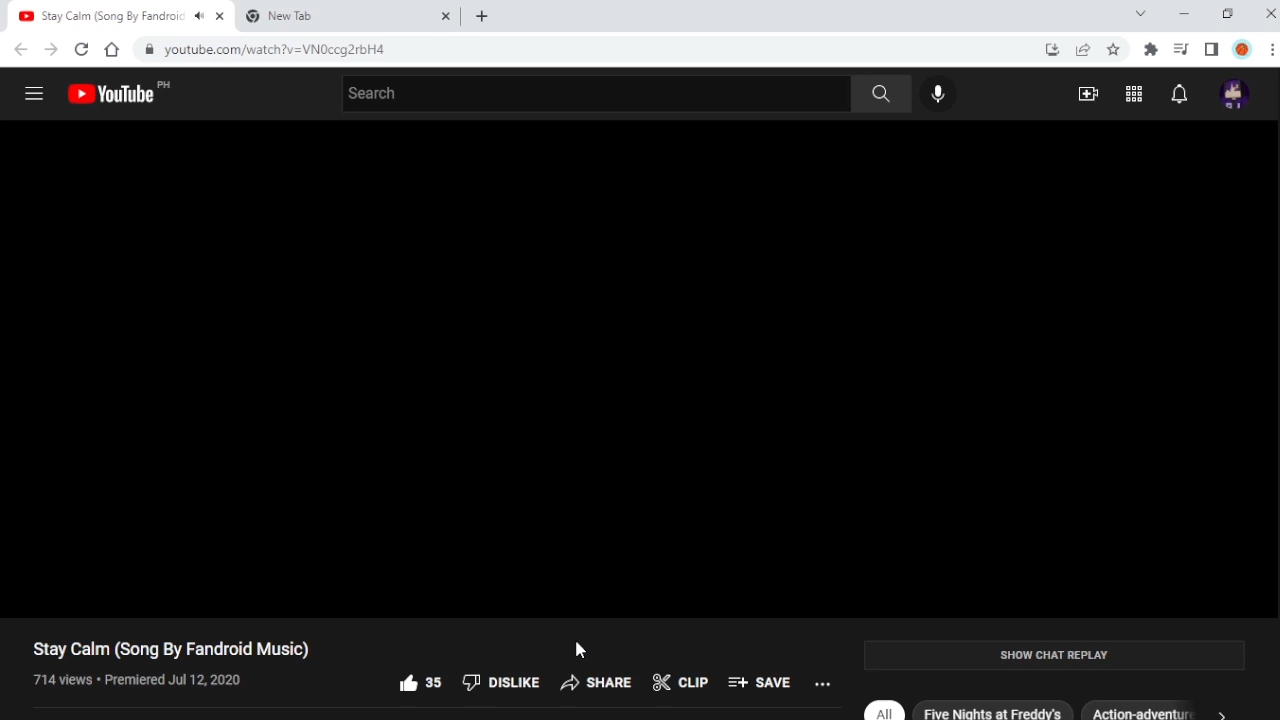 Stay Calm (Song By Fandroid
New Tab
youtube.com/watch?v=VN0ccg2rbH4
YouTube PH
Search
Stay Calm (Song By Fandroid Music)
714 views • Premiered Jul 12, 2020
35 DISLIKE SHARE CLIP SAVE
SHOW CHAT REPLAY
All Five Nights at Freddy's Action-adventure